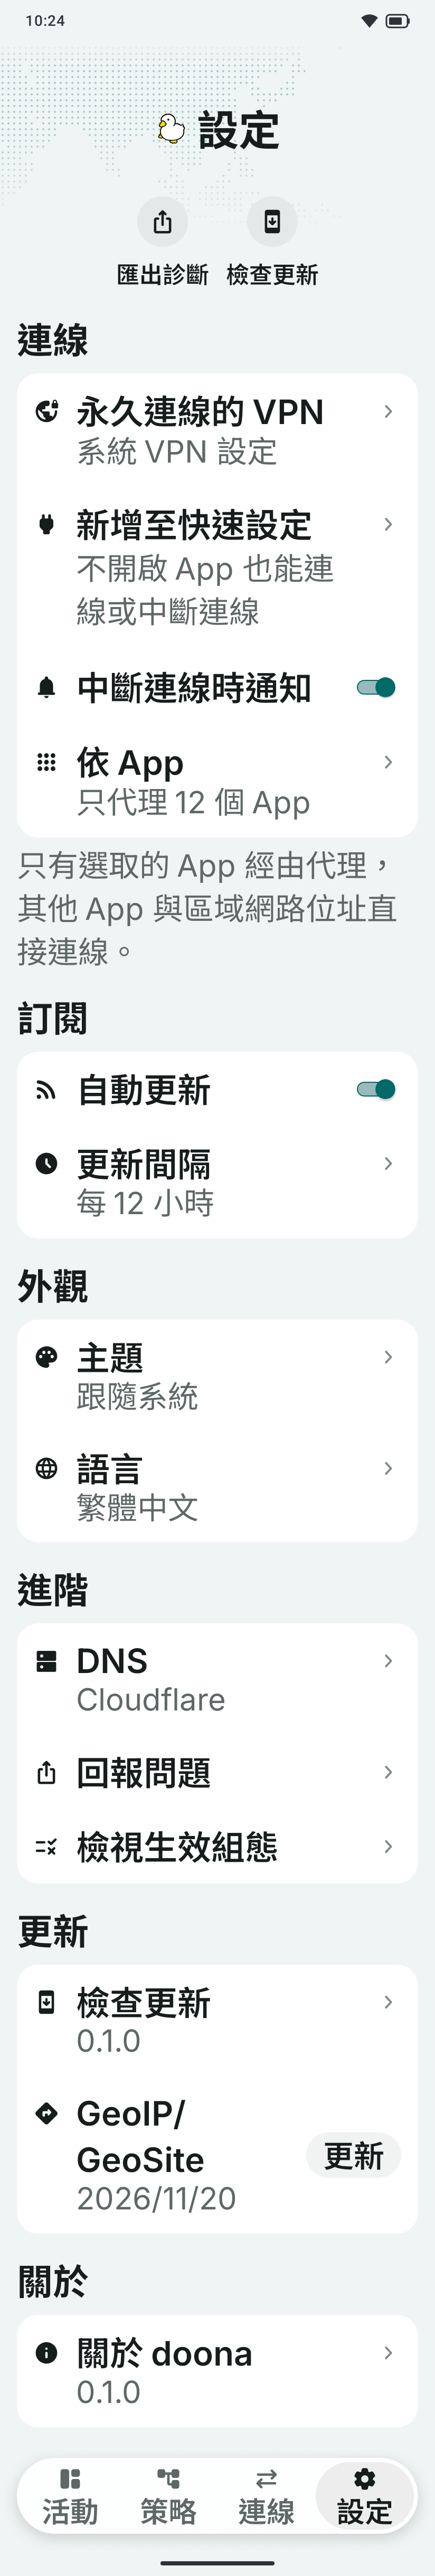 10:24
設定
匯出診斷
檢查更新
連線
永久連線的 VPN
系統 VPN 設定
新增至快速設定
不開啟 App 也能連
線或中斷連線
中斷連線時通知
依 App
只代理 12 個 App
只有選取的 App 經由代理，
其他 App 與區域網路位址直
接連線。
訂閱
自動更新
更新間隔
每 12 小時
外觀
主題
跟隨系統
語言
繁體中文
進階
DNS
Cloudflare
回報問題
檢視生效組態
更新
檢查更新
0.1.0
GeoIP/
GeoSite
更新
2026/11/20
關於
關於 doona
0.1.0
活動
策略
連線
設定